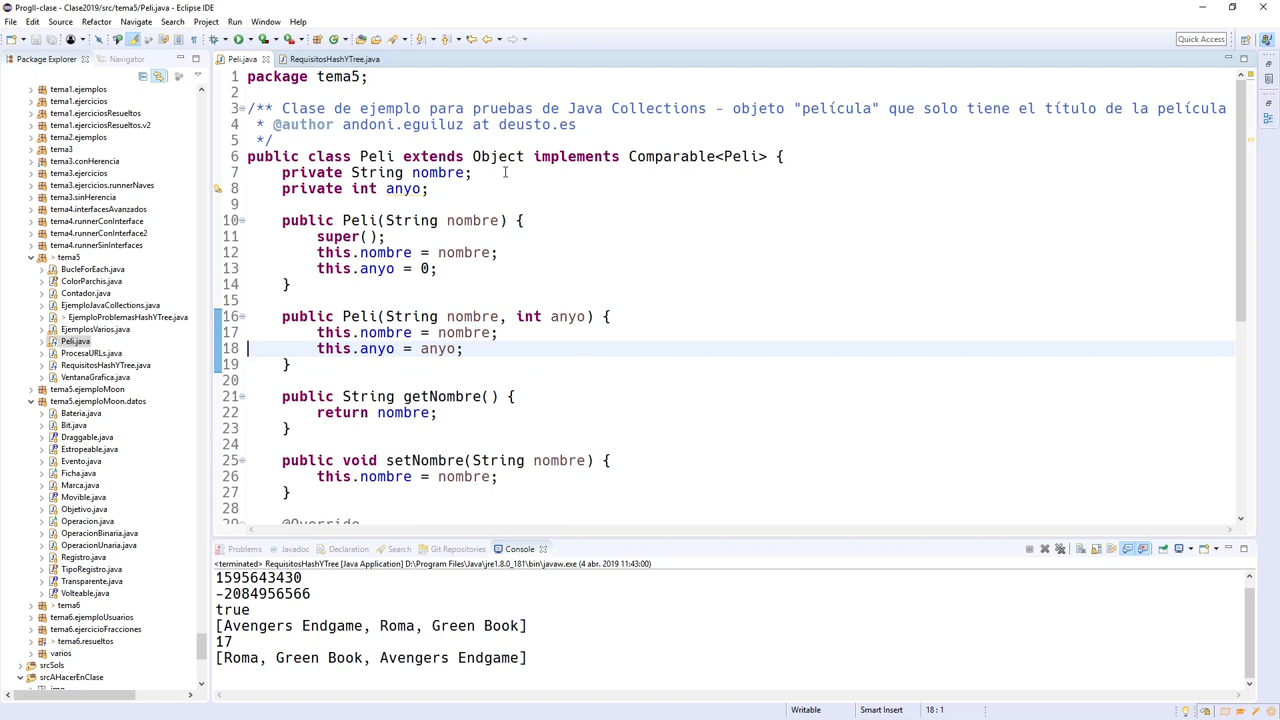 ProgII-clase - Clase2019/src/tema5/Peli.java - Eclipse IDE
File Edit Source Refactor Navigate Search Project Run Window Help
Quick Access
Package Explorer
Navigator
tema1.ejemplos
tema1.ejercicios
tema1.ejerciciosResueltos
tema1.ejerciciosResueltos.v2
tema2.ejemplos
tema3
tema3.conHerencia
tema3.ejercicios
tema3.ejercicios.runnerNaves
tema3.sinHerencia
tema4.interfacesAvanzados
tema4.runnerConInterface
tema4.runnerConInterface2
tema4.runnerSinInterfaces
tema5
BucleForEach.java
ColorParchis.java
Contador.java
EjemploJavaCollections.java
> EjemploProblemasHashYTree.java
EjemplosVarios.java
Peli.java
ProcesaURLs.java
RequisitosHashYTree.java
VentanaGrafica.java
tema5.ejemploMoon
tema5.ejemploMoon.datos
Bateria.java
Bit.java
Draggable.java
Estropeable.java
Evento.java
Ficha.java
Marca.java
Movible.java
Objetivo.java
Operacion.java
OperacionBinaria.java
OperacionUnaria.java
Registro.java
TipoRegistro.java
Transparente.java
Volteable.java
tema6
tema6.ejemploUsuarios
tema6.ejercicioFracciones
tema6.resueltos
varios
srcSols
srcAHacerEnClase
img
Peli.java
RequisitosHashYTree.java
1 package tema5;
2
3 /** Clase de ejemplo para pruebas de Java Collections - objeto "película" que solo tiene el título de la película
4 * @author andoni.eguiluz at deusto.es
5 */
6 public class Peli extends Object implements Comparable<Peli> {
7 private String nombre;
8 private int anyo;
9
10 public Peli(String nombre) {
11 super();
12 this.nombre = nombre;
13 this.anyo = 0;
14 }
15
16 public Peli(String nombre, int anyo) {
17 this.nombre = nombre;
18 this.anyo = anyo;
19 }
20
21 public String getNombre() {
22 return nombre;
23 }
24
25 public void setNombre(String nombre) {
26 this.nombre = nombre;
27 }
28
29 @Override
Problems Javadoc Declaration Search Git Repositories Console
<terminated> RequisitosHashYTree [Java Application] D:\Program Files\Java\jre1.8.0_181\bin\javaw.exe (4 abr. 2019 11:43:00)
1595643430
-2084956566
true
[Avengers Endgame, Roma, Green Book]
17
[Roma, Green Book, Avengers Endgame]
Writable
Smart Insert
18 : 1